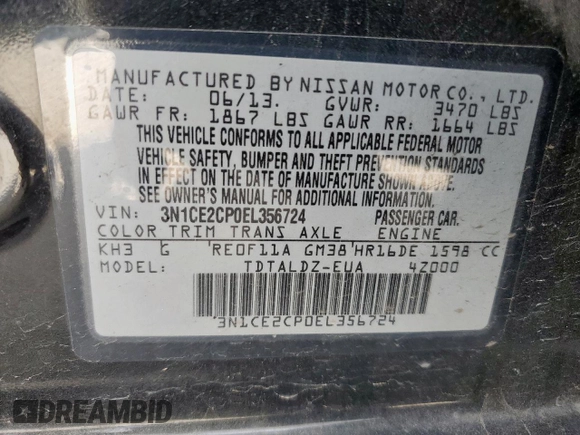 MANUFACTURED BY NISSAN MOTOR CO., LTD.
DATE: 06/13. GVWR: 3470 LBS
GAWR FR: 1867 LBS GAWR RR: 1664 LBS
THIS VEHICLE CONFORMS TO ALL APPLICABLE FEDERAL MOTOR
VEHICLE SAFETY, BUMPER AND THEFT PREVENTION STANDARDS
IN EFFECT ON THE DATE OF MANUFACTURE SHOWN ABOVE.
SEE OWNER'S MANUAL FOR ADDITIONAL INFORMATION.
VIN: 3N1CE2CP0EL356724 PASSENGER CAR.
COLOR TRIM TRANS AXLE ENGINE
KH3 G RE0F11A GM38 HR16DE 1598 CC
MODEL: TDTALDZ-EUA 4Z000
3N1CE2CP0EL356724
DREAMBID